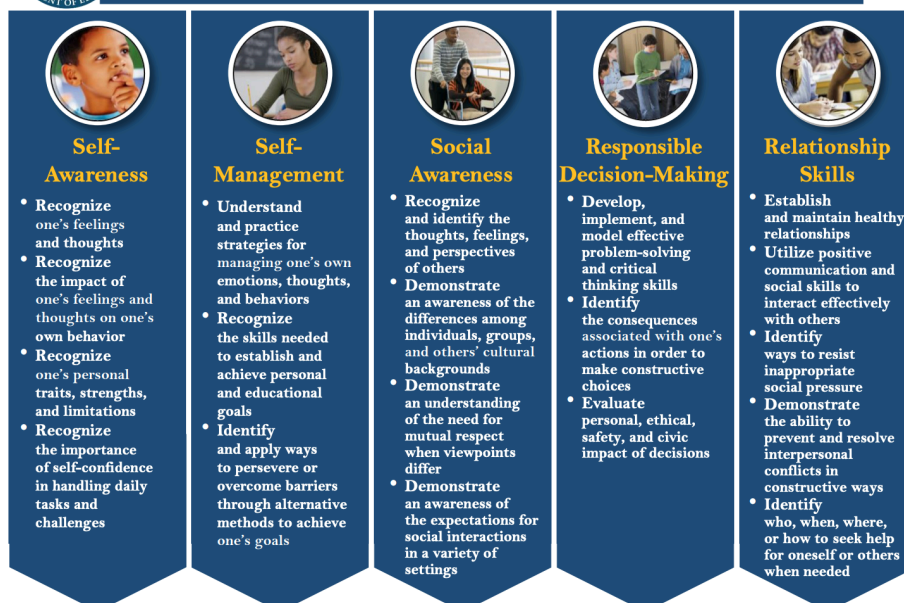 Self-
Awareness
• Recognize
one's feelings
and thoughts
• Recognize
the impact of
one's feelings and
thoughts on one's
own behavior
• Recognize
one's personal
traits, strengths,
and limitations
• Recognize
the importance
of self-confidence
in handling daily
tasks and
challenges
Self-
Management
• Understand
and practice
strategies for
managing one's own
emotions, thoughts,
and behaviors
• Recognize
the skills needed
to establish and
achieve personal
and educational
goals
• Identify
and apply ways
to persevere or
overcome barriers
through alternative
methods to achieve
one's goals
Social
Awareness
• Recognize
and identify the
thoughts, feelings,
and perspectives
of others
• Demonstrate
an awareness of the
differences among
individuals, groups,
and others' cultural
backgrounds
• Demonstrate
an understanding
of the need for
mutual respect
when viewpoints
differ
• Demonstrate
an awareness of
the expectations for
social interactions
in a variety of
settings
Responsible
Decision-Making
• Develop,
implement, and
model effective
problem-solving
and critical
thinking skills
• Identify
the consequences
associated with one's
actions in order to
make constructive
choices
• Evaluate
personal, ethical,
safety, and civic
impact of decisions
Relationship
Skills
• Establish
and maintain healthy
relationships
• Utilize positive
communication and
social skills to
interact effectively
with others
• Identify
ways to resist
inappropriate
social pressure
• Demonstrate
the ability to
prevent and resolve
interpersonal
conflicts in
constructive ways
• Identify
who, when, where,
or how to seek help
for oneself or others
when needed